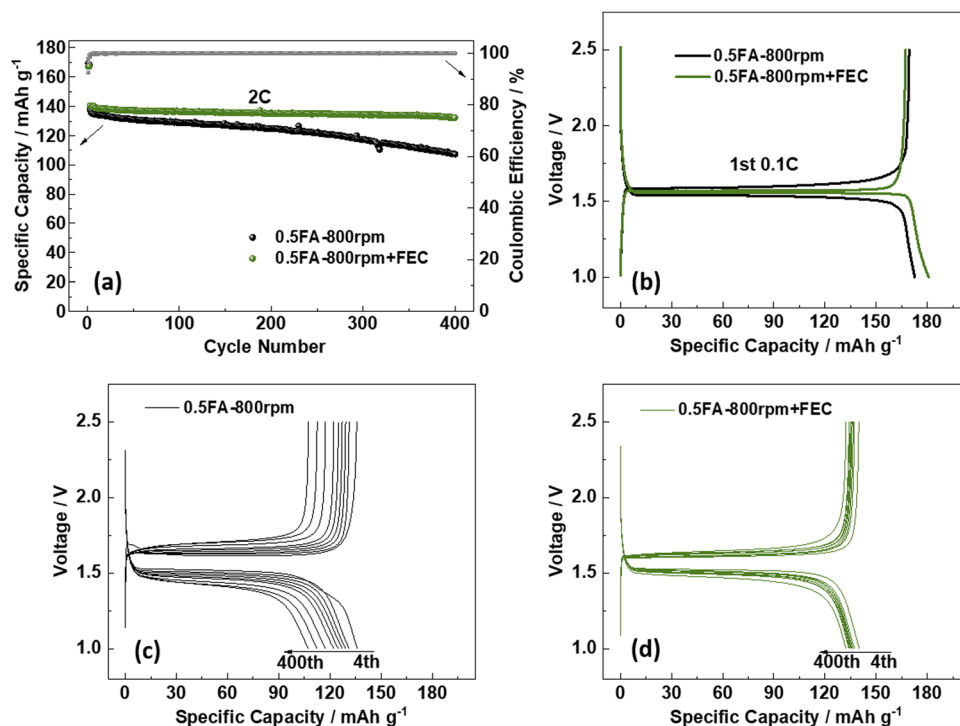 (a)
Specific Capacity / mAh g⁻¹
180
160
140
120
100
80
60
40
20
0
2C
0.5FA-800rpm
0.5FA-800rpm+FEC
100
80
60
40
20
0
Coulombic Efficiency / %
0 100 200 300 400
Cycle Number
(b)
Voltage / V
2.5
2.0
1.5
1.0
0.5FA-800rpm
0.5FA-800rpm+FEC
1st 0.1C
0 30 60 90 120 150 180
Specific Capacity / mAh g⁻¹
(c)
Voltage / V
2.5
2.0
1.5
1.0
0.5FA-800rpm
400th 4th
0 30 60 90 120 150 180
Specific Capacity / mAh g⁻¹
(d)
Voltage / V
2.5
2.0
1.5
1.0
0.5FA-800rpm+FEC
400th 4th
0 30 60 90 120 150 180
Specific Capacity / mAh g⁻¹